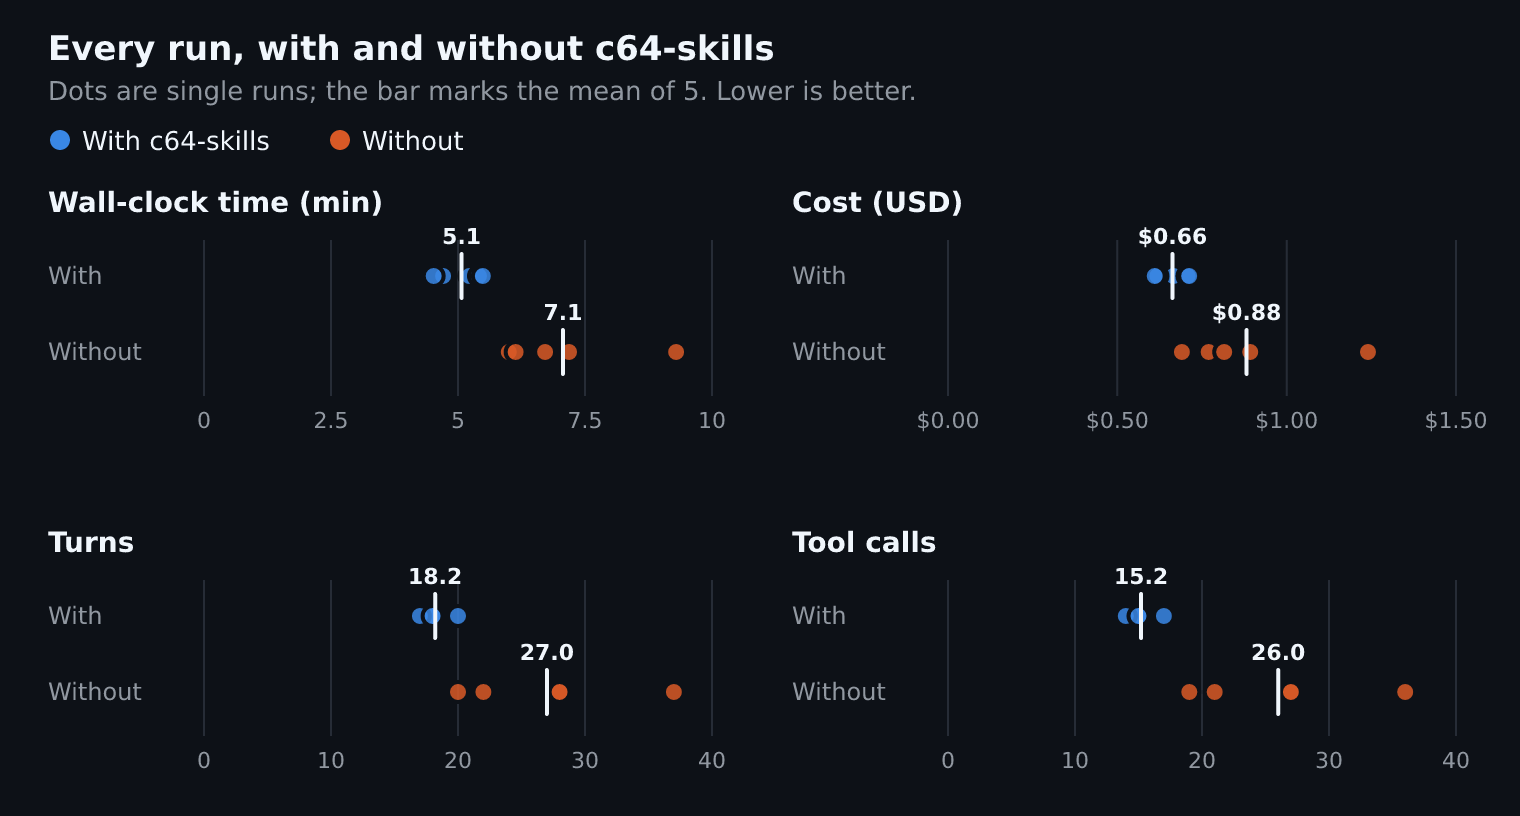 Every run, with and without c64-skills
Dots are single runs; the bar marks the mean of 5. Lower is better.
With c64-skills
Without
Wall-clock time (min)
5.1
With
7.1
Without
0 2.5 5 7.5 10
Cost (USD)
$0.66
With
$0.88
Without
$0.00 $0.50 $1.00 $1.50
Turns
18.2
With
27.0
Without
0 10 20 30 40
Tool calls
15.2
With
26.0
Without
0 10 20 30 40